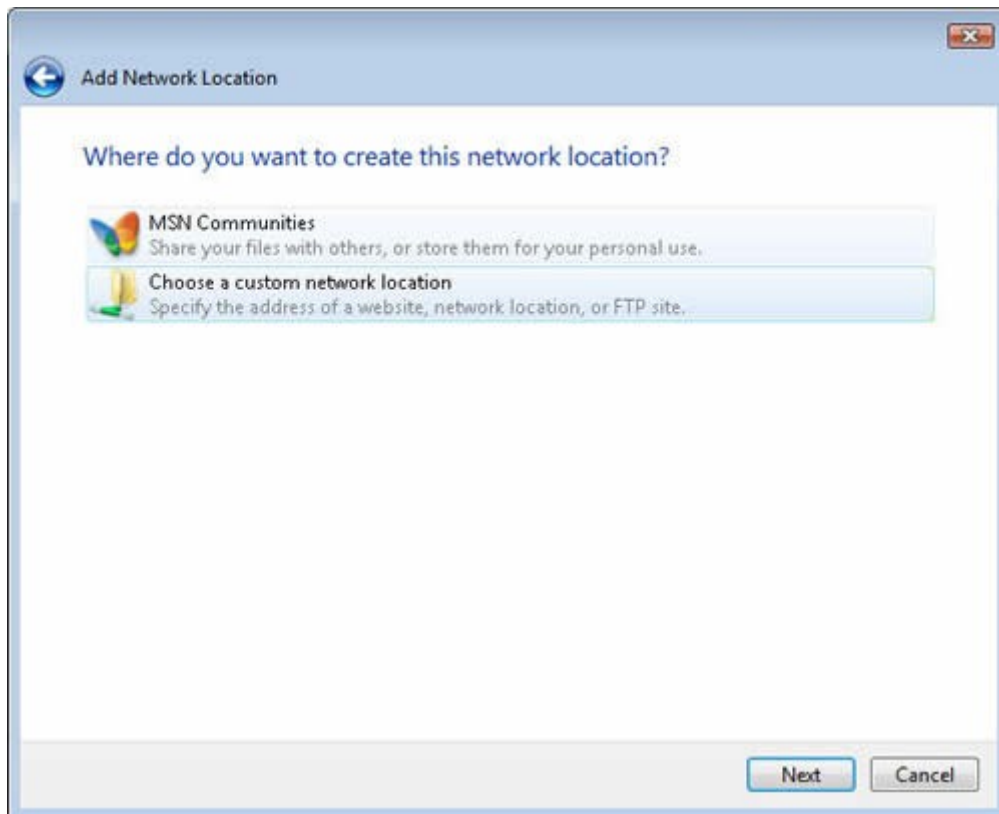 Add Network Location
Where do you want to create this network location?
MSN Communities
Share your files with others, or store them for your personal use.
Choose a custom network location
Specify the address of a website, network location, or FTP site.
Next
Cancel